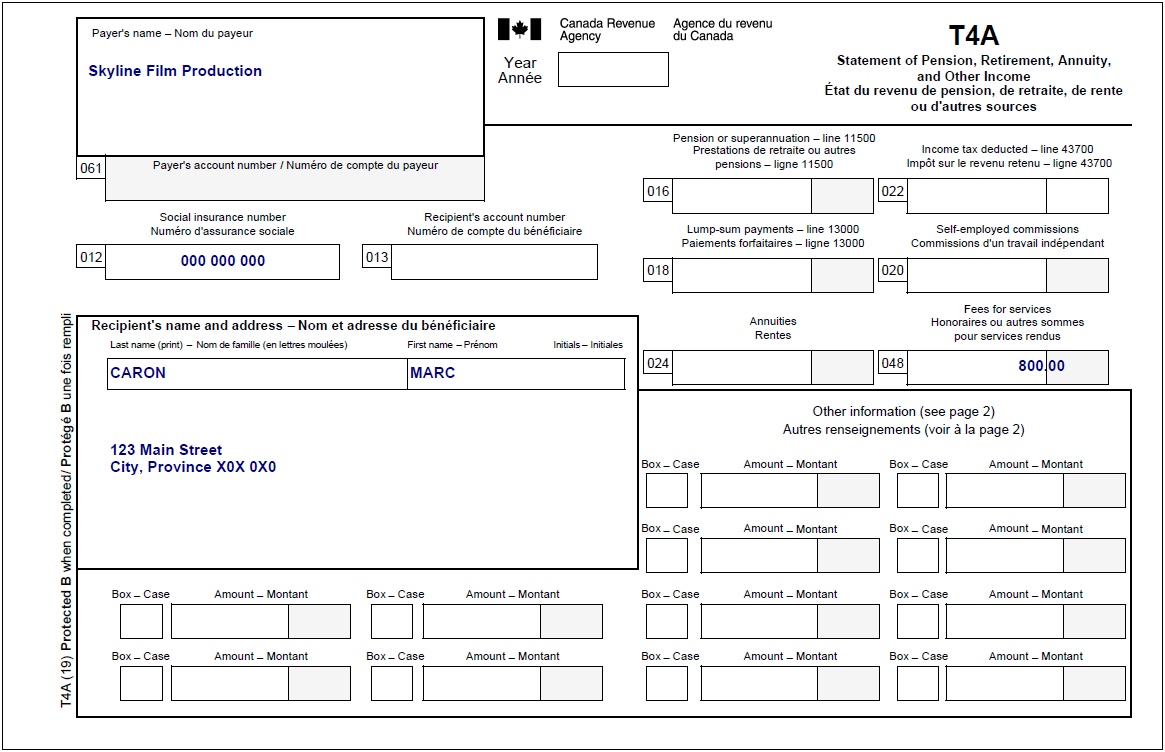 Payer's name – Nom du payeur
Skyline Film Production
Canada Revenue Agency
Agence du revenu du Canada
Year
Année
T4A
Statement of Pension, Retirement, Annuity,
and Other Income
État du revenu de pension, de retraite, de rente
ou d'autres sources
061
Payer's account number / Numéro de compte du payeur
Pension or superannuation – line 11500
Prestations de retraite ou autres
pensions – ligne 11500
016
Income tax deducted – line 43700
Impôt sur le revenu retenu – ligne 43700
022
Social insurance number
Numéro d'assurance sociale
012
000 000 000
Recipient's account number
Numéro de compte du bénéficiaire
013
Lump-sum payments – line 13000
Paiements forfaitaires – ligne 13000
018
Self-employed commissions
Commissions d'un travail indépendant
020
Annuities
Rentes
024
Fees for services
Honoraires ou autres sommes
pour services rendus
048
800.00
Recipient's name and address – Nom et adresse du bénéficiaire
Last name (print) – Nom de famille (en lettres moulées)
First name – Prénom
Initials – Initiales
CARON
MARC
123 Main Street
City, Province X0X 0X0
Other information (see page 2)
Autres renseignements (voir à la page 2)
Box – Case
Amount – Montant
Box – Case
Amount – Montant
Box – Case
Amount – Montant
Box – Case
Amount – Montant
Box – Case
Amount – Montant
Box – Case
Amount – Montant
Box – Case
Amount – Montant
Box – Case
Amount – Montant
Box – Case
Amount – Montant
Box – Case
Amount – Montant
Box – Case
Amount – Montant
Box – Case
Amount – Montant
T4A (19) Protected B when completed/ Protégé B une fois rempli